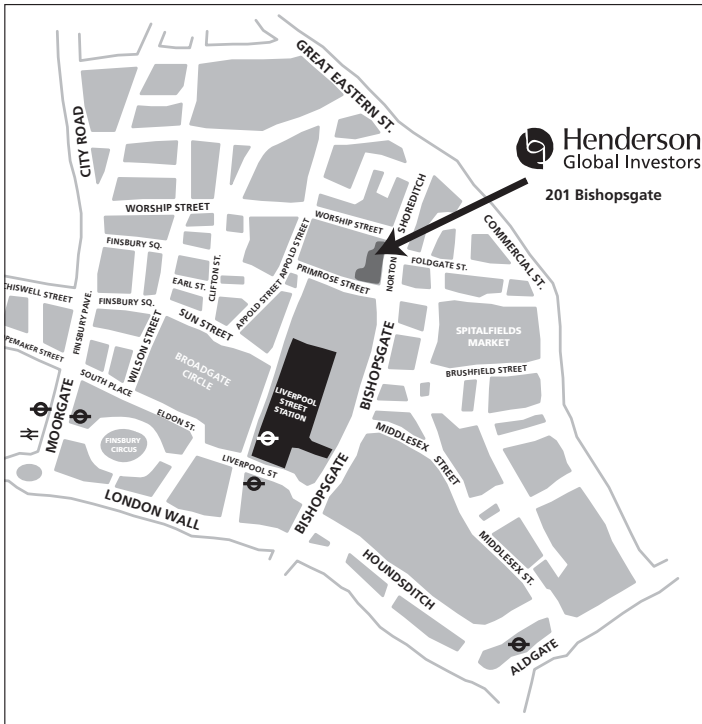 GREAT EASTERN ST.
Henderson
Global Investors
201 Bishopsgate
CITY ROAD
SHOREDITCH
COMMERCIAL ST.
WORSHIP STREET
WORSHIP STREET
FINSBURY SQ.
APPOLD STREET
NORTON
FOLDGATE ST.
PRIMROSE STREET
CLIFTON ST.
EARL ST.
CHISWELL STREET
FINSBURY PAVE.
FINSBURY SQ.
WILSON STREET
SUN STREET
APPOLD STREET
SPITALFIELDS
MARKET
BRUSHFIELD STREET
OPEMAKER STREET
BROADGATE
CIRCLE
BISHOPSGATE
SOUTH PLACE
LIVERPOOL
STREET
STATION
MOORGATE
ELDON ST.
MIDDLESEX
STREET
FINSBURY
CIRCUS
LIVERPOOL ST
BISHOPSGATE
LONDON WALL
MIDDLESEX ST.
HOUNDSDITCH
ALDGATE